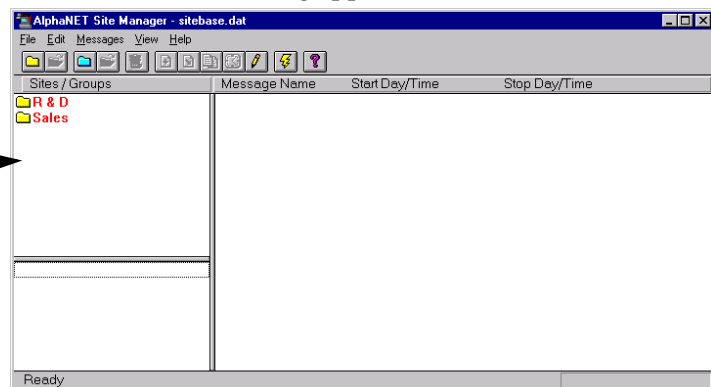 AlphaNET Site Manager - sitebase.dat
File Edit Messages View Help
Sites / Groups Message Name Start Day/Time Stop Day/Time
R & D
Sales
Ready